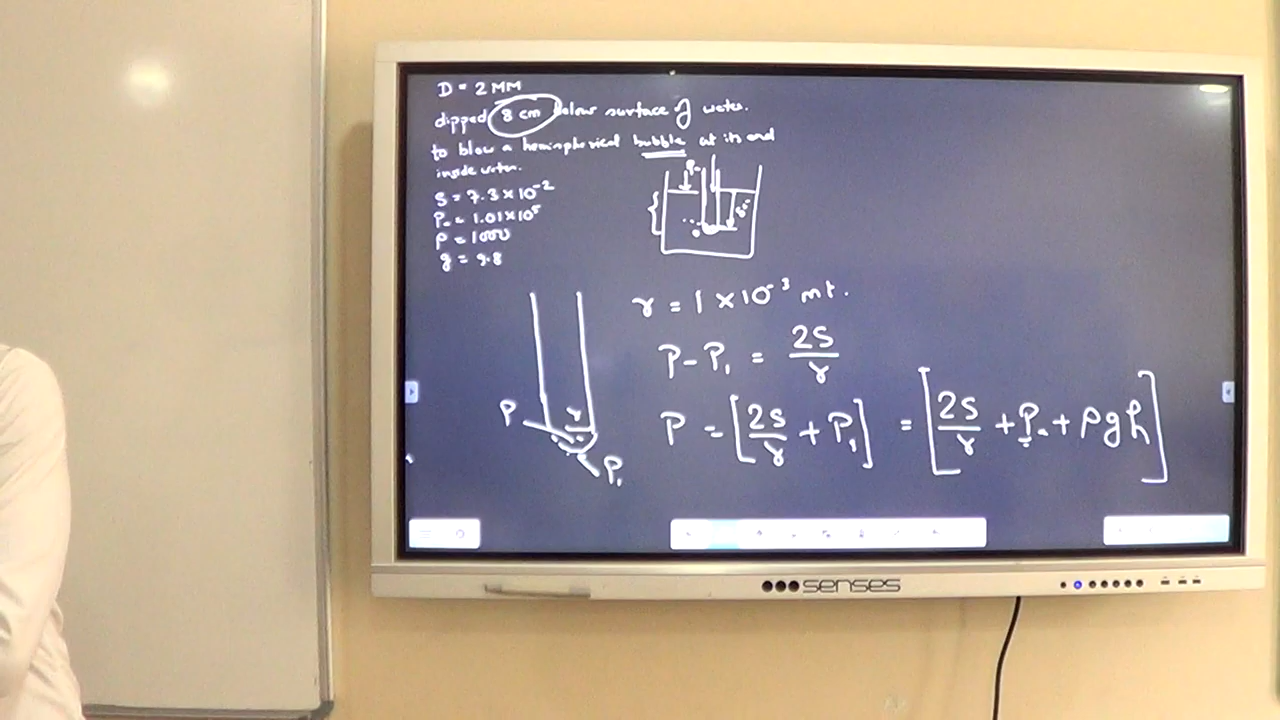 D = 2 MM
dipped 8 cm below surface of water.
to blow a hemispherical bubble at its end
inside water.
S = 7.3 × 10⁻²
Pₐ = 1.01 × 10⁵
ρ = 1000
g = 9.8
r = 1 × 10⁻³ mt.
P - P₁ = 2S/r
P = [2S/r + P₁] = [2S/r + Pₐ + ρgh]
P
r
P₁
senses